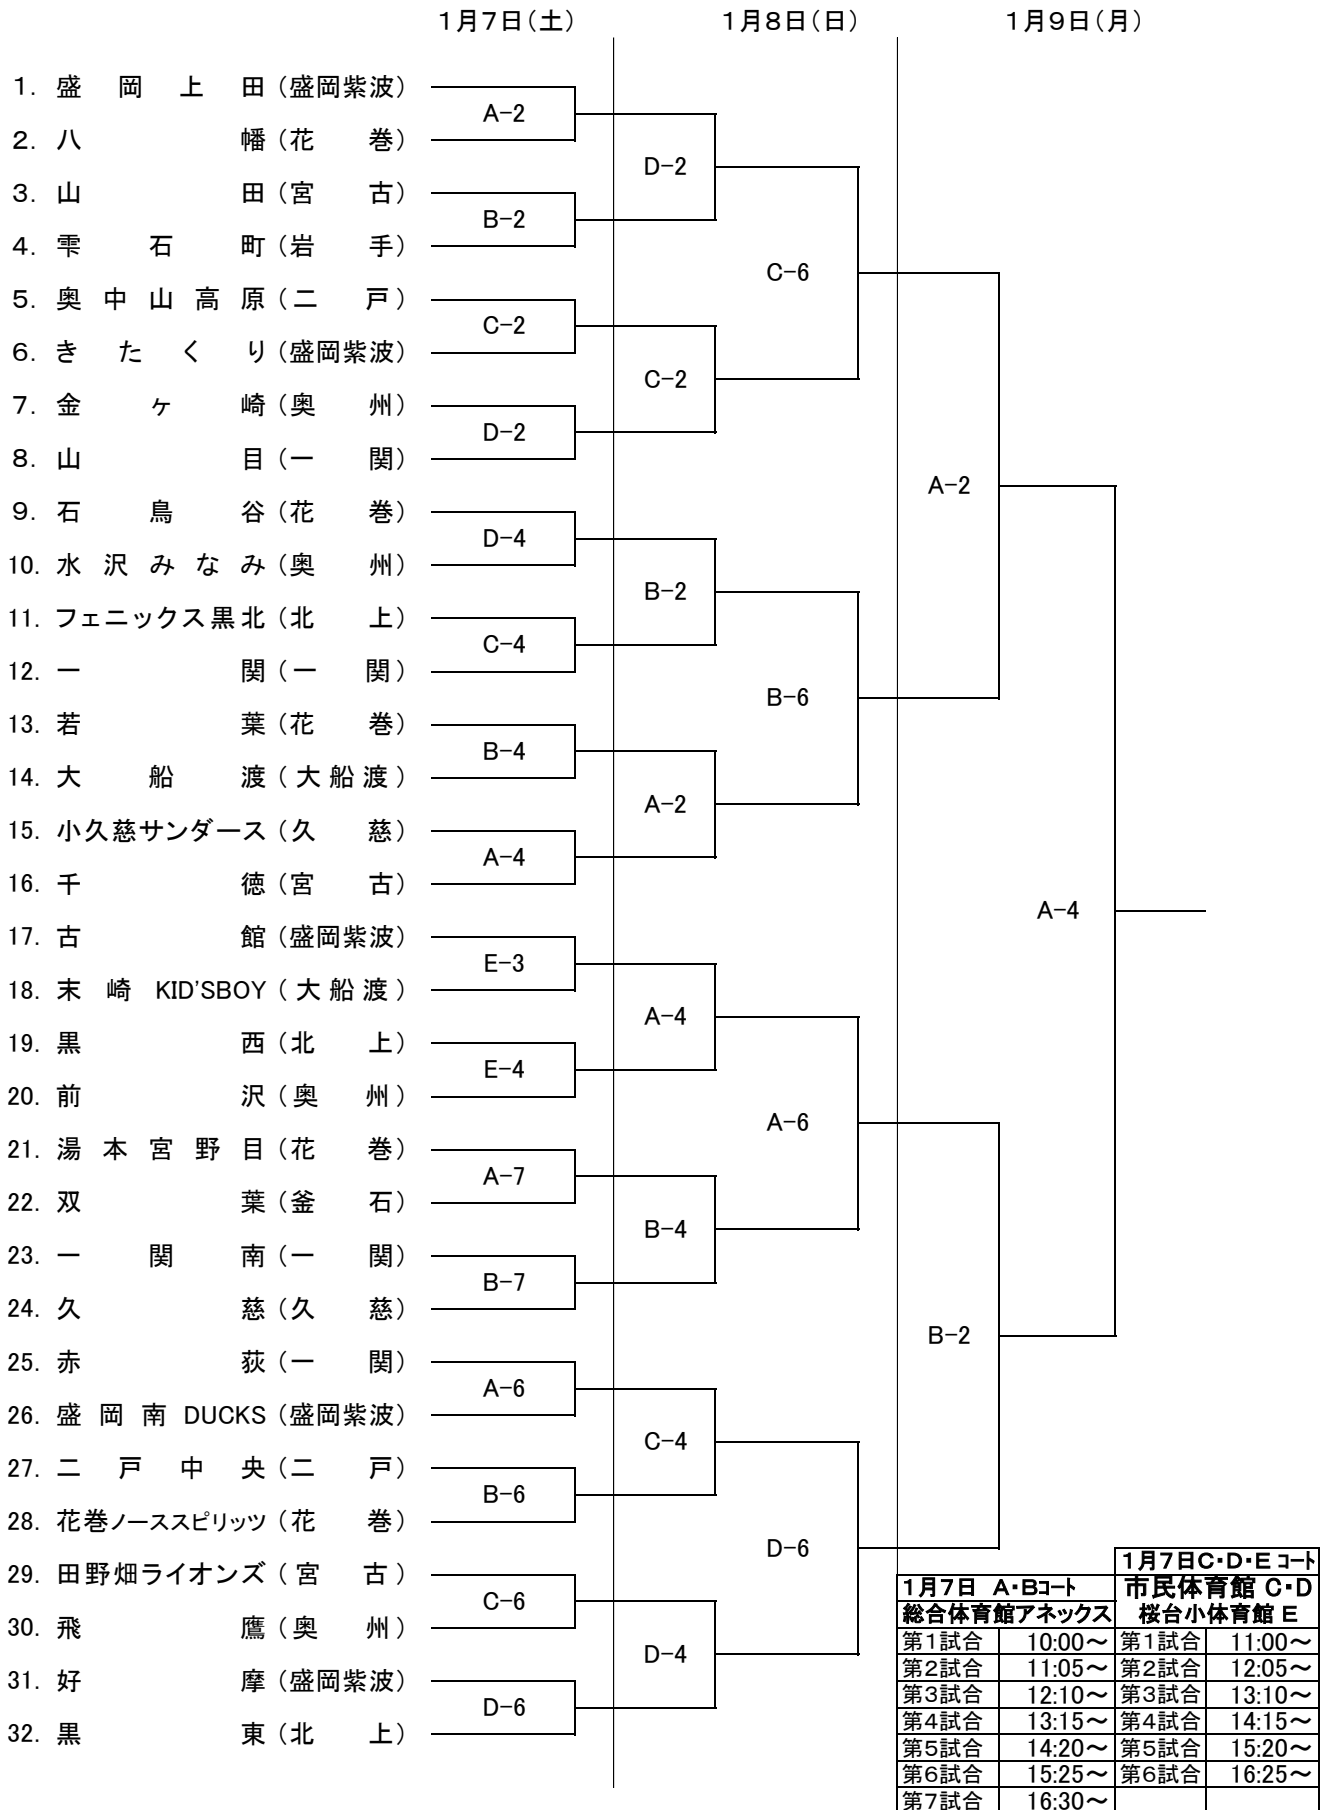 1月7日(土) 1月8日(日) 1月9日(月)
1. 盛岡上田(盛岡紫波)
A-2
2. 八幡(花巻)
D-2
3. 山田(宮古)
B-2
4. 雫石町(岩手)
C-6
5. 奥中山高原(二戸)
C-2
6. きたくり(盛岡紫波)
C-2
7. 金ヶ崎(奥州)
D-2
8. 山目(一関)
A-2
9. 石鳥谷(花巻)
D-4
10. 水沢みなみ(奥州)
B-2
11. フェニックス黒北(北上)
C-4
12. 一関(一関)
B-6
13. 若葉(花巻)
B-4
14. 大船渡(大船渡)
A-2
15. 小久慈サンダース(久慈)
A-4
16. 千徳(宮古)
A-4
17. 古館(盛岡紫波)
E-3
18. 末崎 KID'SBOY(大船渡)
A-4
19. 黒西(北上)
E-4
20. 前沢(奥州)
A-6
21. 湯本宮野目(花巻)
A-7
22. 双葉(釜石)
B-4
23. 一関南(一関)
B-7
24. 久慈(久慈)
B-2
25. 赤荻(一関)
A-6
26. 盛岡南 DUCKS(盛岡紫波)
C-4
27. 二戸中央(二戸)
B-6
28. 花巻ノーススピリッツ(花巻)
D-6
29. 田野畑ライオンズ(宮古)
C-6
30. 飛鷹(奥州)
D-4
31. 好摩(盛岡紫波)
D-6
32. 黒東(北上)
1月7日C・D・Eコート
1月7日 A・Bコート 市民体育館 C・D
総合体育館アネックス 桜台小体育館 E
第1試合 10:00〜 第1試合 11:00〜
第2試合 11:05〜 第2試合 12:05〜
第3試合 12:10〜 第3試合 13:10〜
第4試合 13:15〜 第4試合 14:15〜
第5試合 14:20〜 第5試合 15:20〜
第6試合 15:25〜 第6試合 16:25〜
第7試合 16:30〜